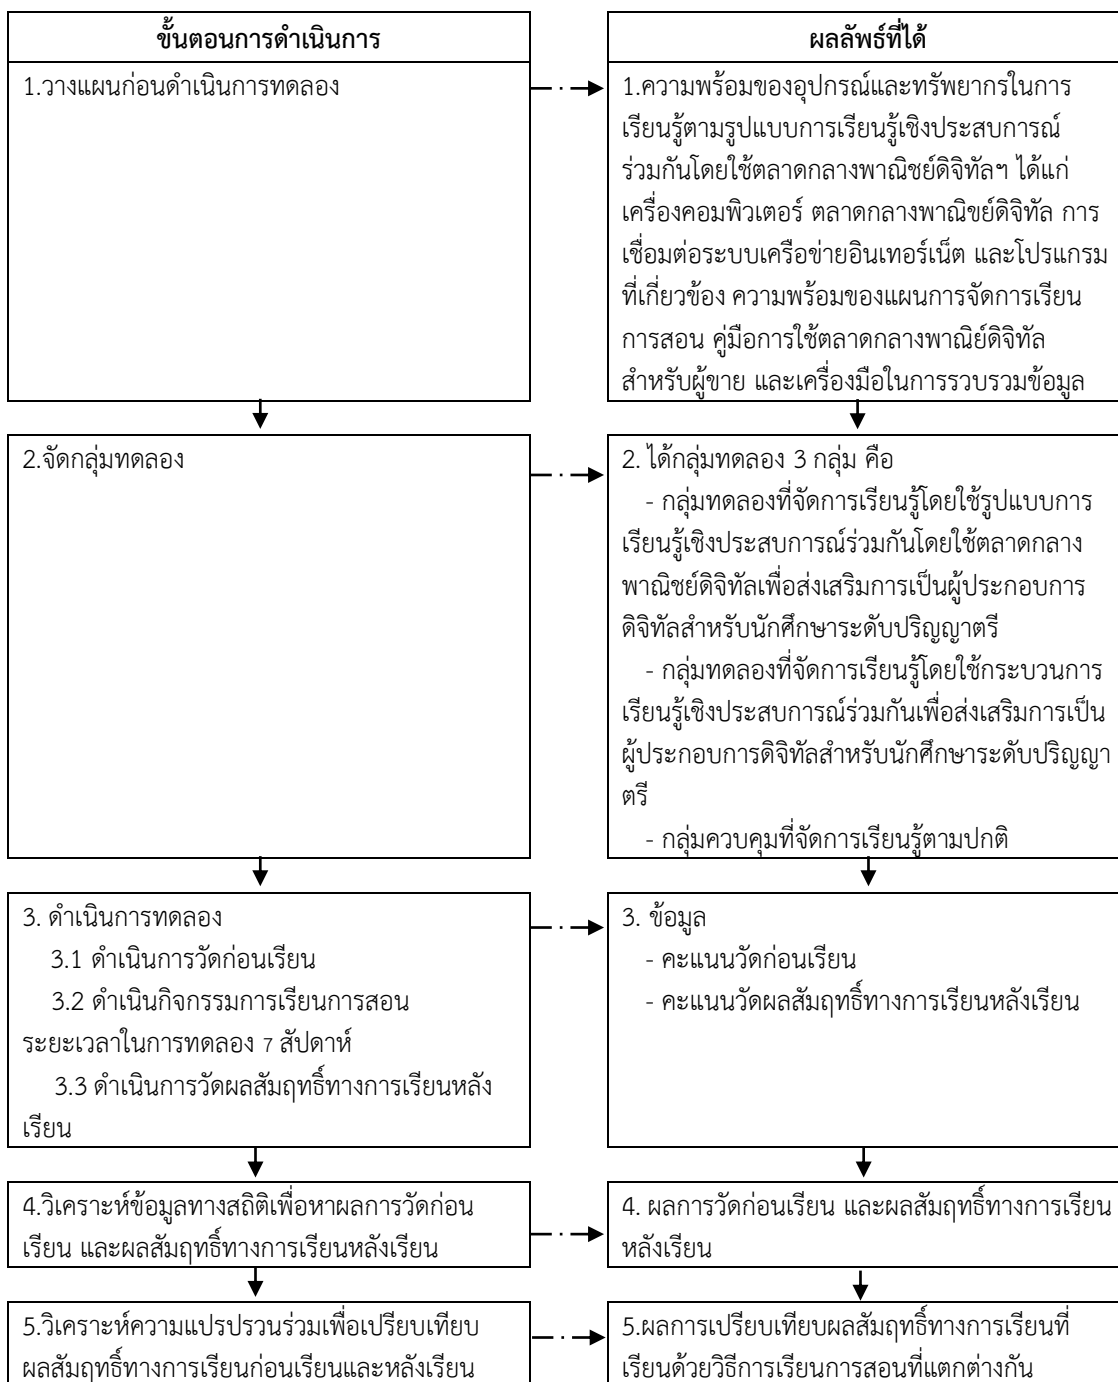 ขั้นตอนการดำเนินการ
ผลลัพธ์ที่ได้
1.วางแผนก่อนดำเนินการทดลอง
1.ความพร้อมของอุปกรณ์และทรัพยากรในการ
เรียนรู้ตามรูปแบบการเรียนรู้เชิงประสบการณ์
ร่วมกันโดยใช้ตลาดกลางพาณิชย์ดิจิทัลฯ ได้แก่
เครื่องคอมพิวเตอร์ ตลาดกลางพาณิขย์ดิจิทัล การ
เชื่อมต่อระบบเครือข่ายอินเทอร์เน็ต และโปรแกรม
ที่เกี่ยวข้อง ความพร้อมของแผนการจัดการเรียน
การสอน คู่มือการใช้ตลาดกลางพาณิย์ดิจิทัล
สำหรับผู้ขาย และเครื่องมือในการรวบรวมข้อมูล
2.จัดกลุ่มทดลอง
2. ได้กลุ่มทดลอง 3 กลุ่ม คือ
- กลุ่มทดลองที่จัดการเรียนรู้โดยใช้รูปแบบการ
เรียนรู้เชิงประสบการณ์ร่วมกันโดยใช้ตลาดกลาง
พาณิชย์ดิจิทัลเพื่อส่งเสริมการเป็นผู้ประกอบการ
ดิจิทัลสำหรับนักศึกษาระดับปริญญาตรี
- กลุ่มทดลองที่จัดการเรียนรู้โดยใช้กระบวนการ
เรียนรู้เชิงประสบการณ์ร่วมกันเพื่อส่งเสริมการเป็น
ผู้ประกอบการดิจิทัลสำหรับนักศึกษาระดับปริญญา
ตรี
- กลุ่มควบคุมที่จัดการเรียนรู้ตามปกติ
3. ดำเนินการทดลอง
3.1 ดำเนินการวัดก่อนเรียน
3.2 ดำเนินกิจกรรมการเรียนการสอน
ระยะเวลาในการทดลอง 7 สัปดาห์
3.3 ดำเนินการวัดผลสัมฤทธิ์ทางการเรียนหลัง
เรียน
3. ข้อมูล
- คะแนนวัดก่อนเรียน
- คะแนนวัดผลสัมฤทธิ์ทางการเรียนหลังเรียน
4.วิเคราะห์ข้อมูลทางสถิติเพื่อหาผลการวัดก่อน
เรียน และผลสัมฤทธิ์ทางการเรียนหลังเรียน
4. ผลการวัดก่อนเรียน และผลสัมฤทธิ์ทางการเรียน
หลังเรียน
5.วิเคราะห์ความแปรปรวนร่วมเพื่อเปรียบเทียบ
ผลสัมฤทธิ์ทางการเรียนก่อนเรียนและหลังเรียน
5.ผลการเปรียบเทียบผลสัมฤทธิ์ทางการเรียนที่
เรียนด้วยวิธีการเรียนการสอนที่แตกต่างกัน